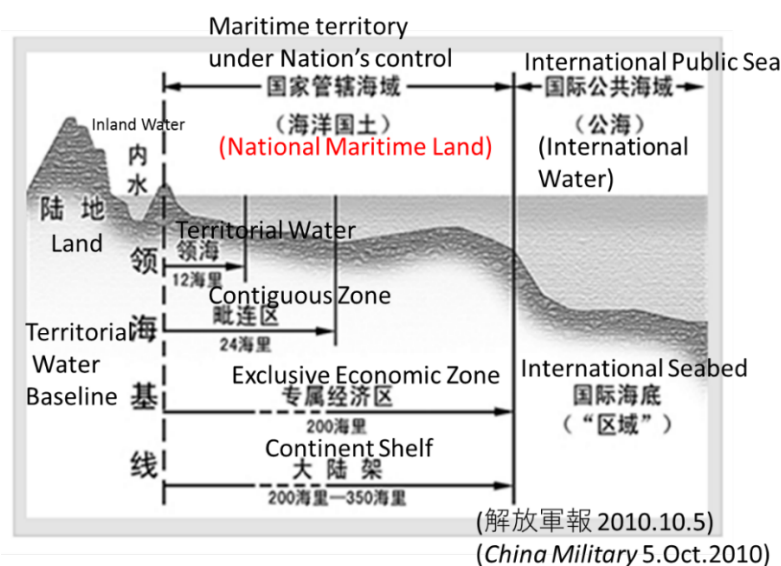 Maritime territory
under Nation's control
International Public Sea
国家管辖海域
国际公共海域
Inland Water
（海洋国土）
（公海）
(National Maritime Land)
(International
Water)
内水
陆地
Land
Territorial Water
领海
12海里
Contiguous Zone
毗连区
24海里
Territorial
Water
Baseline
领海基线
Exclusive Economic Zone
专属经济区
200海里
International Seabed
国际海底
（“区域”）
Continent Shelf
大陆架
200海里—350海里
(解放軍報 2010.10.5)
(China Military 5.Oct.2010)